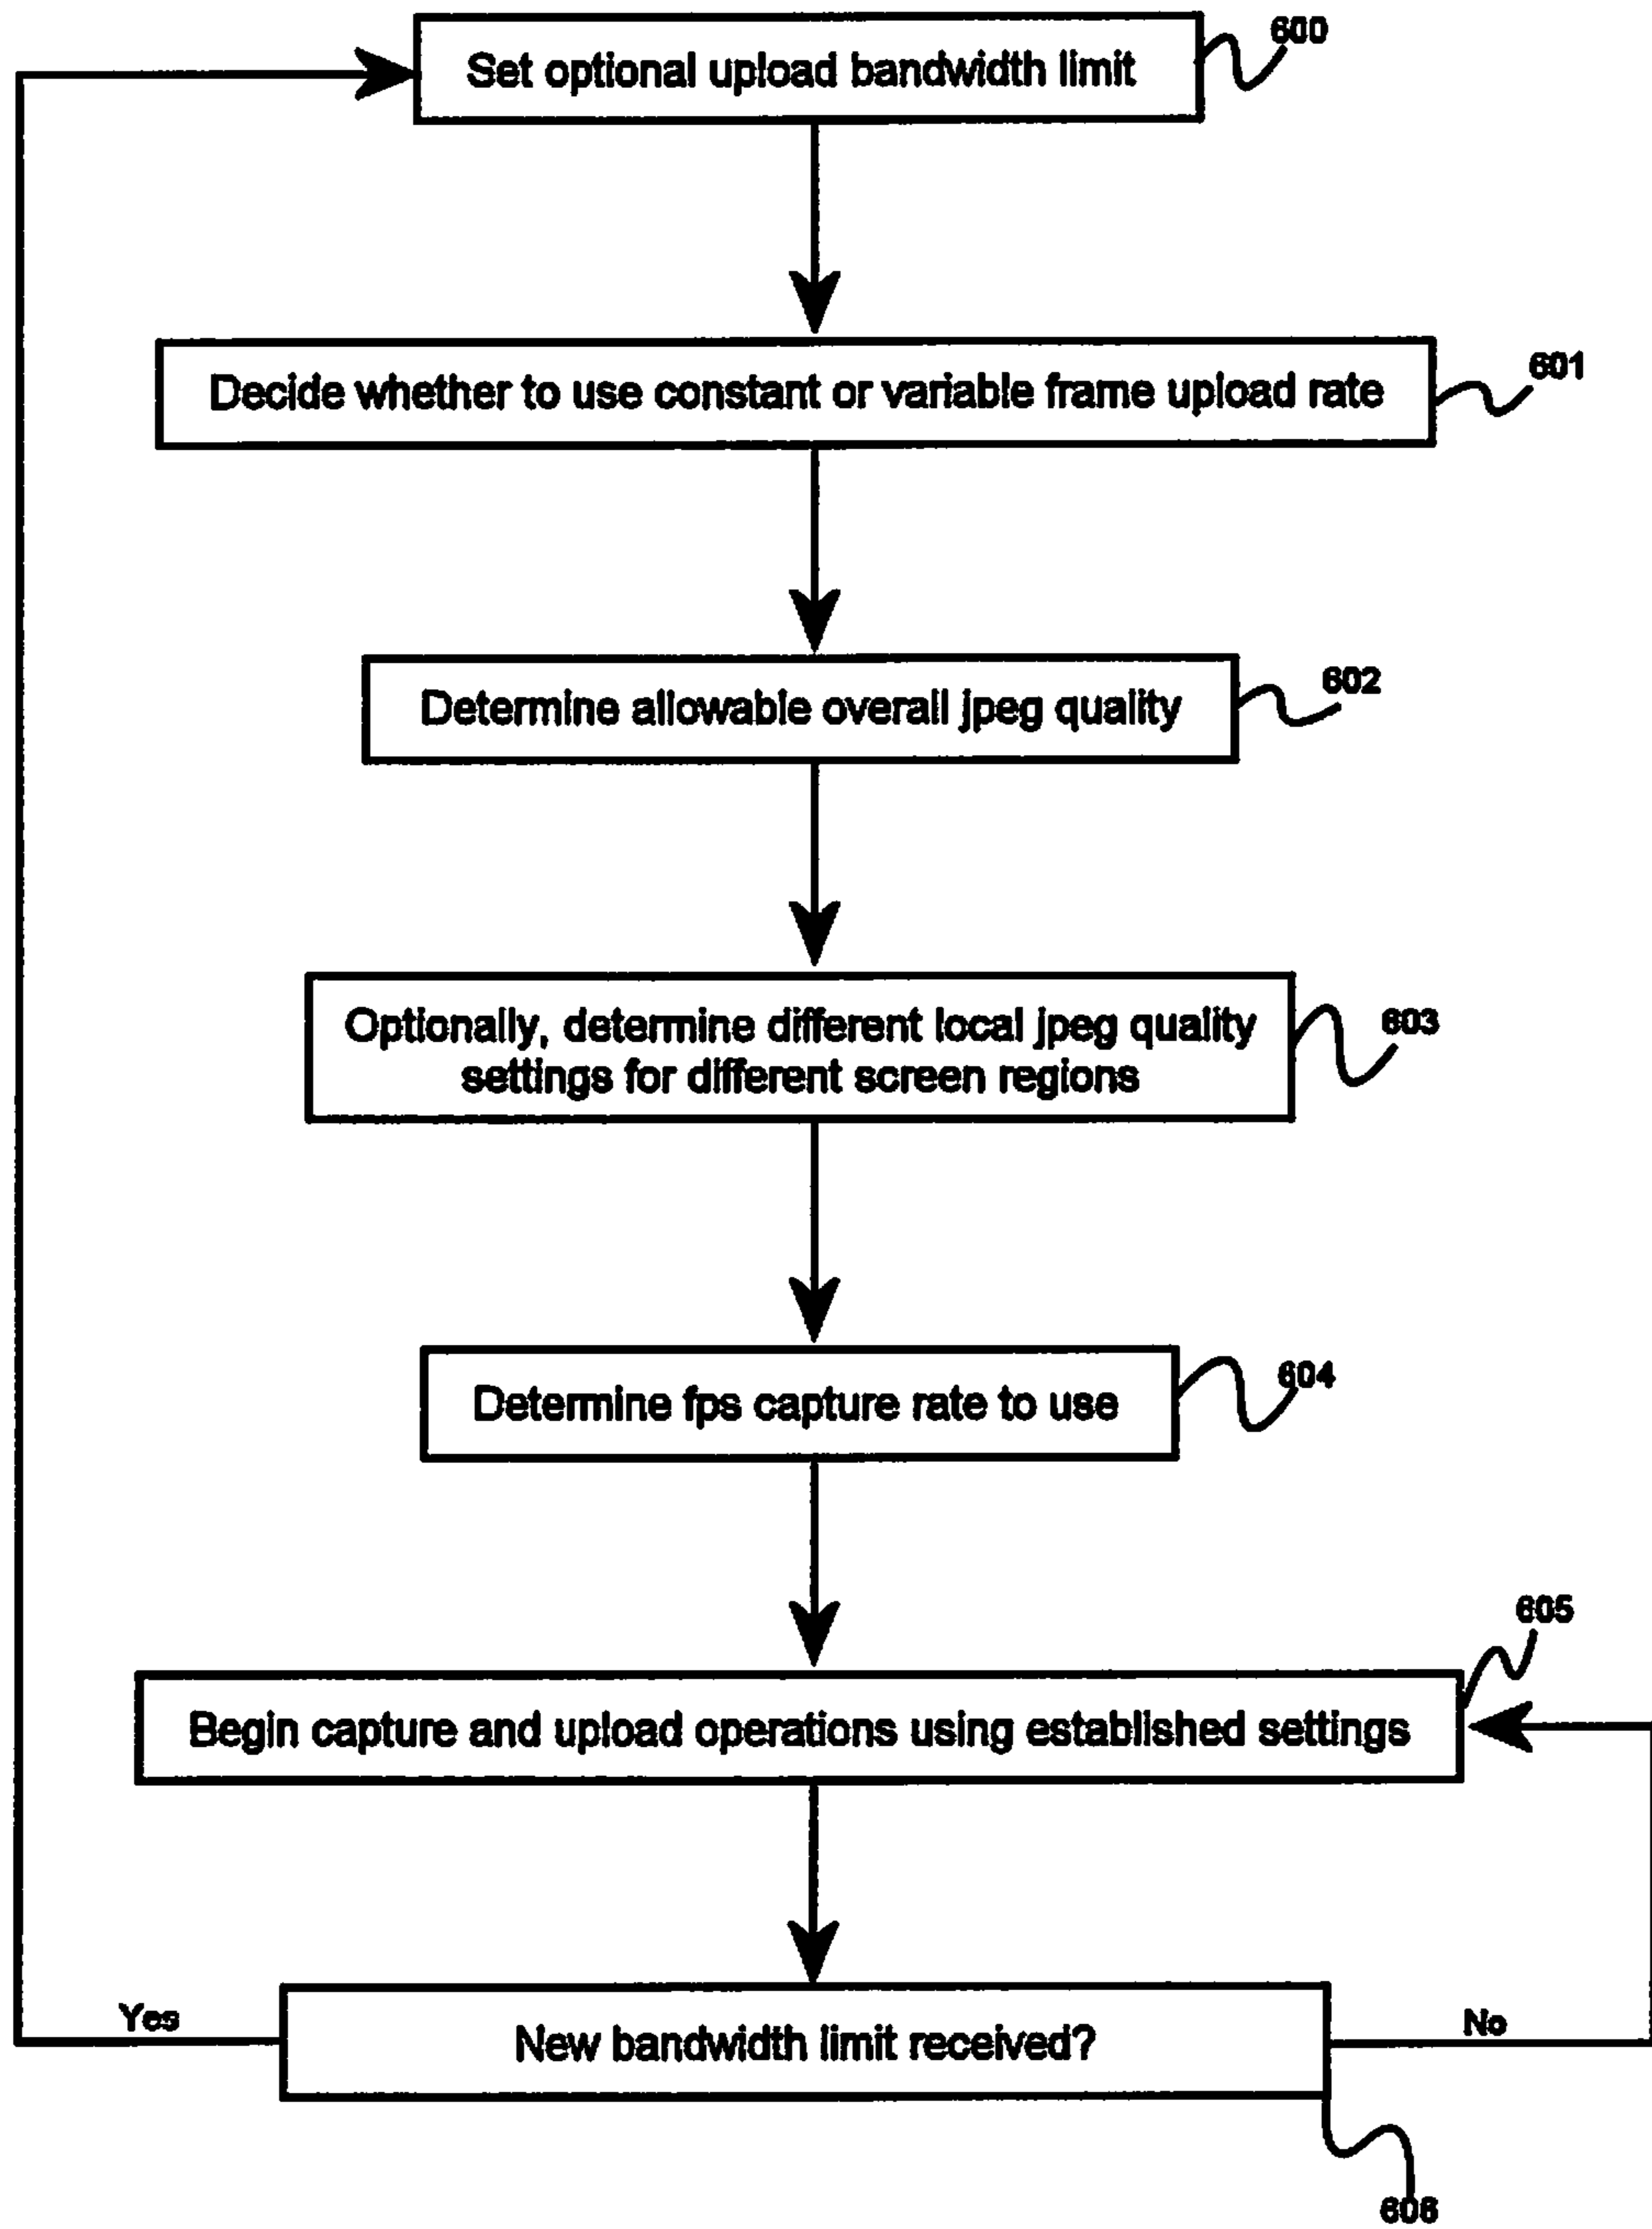 Set optional upload bandwidth limit
600
Decide whether to use constant or variable frame upload rate
601
Determine allowable overall jpeg quality
602
Optionally, determine different local jpeg quality
settings for different screen regions
603
Determine fps capture rate to use
604
605
Begin capture and upload operations using established settings
Yes
New bandwidth limit received?
No
606